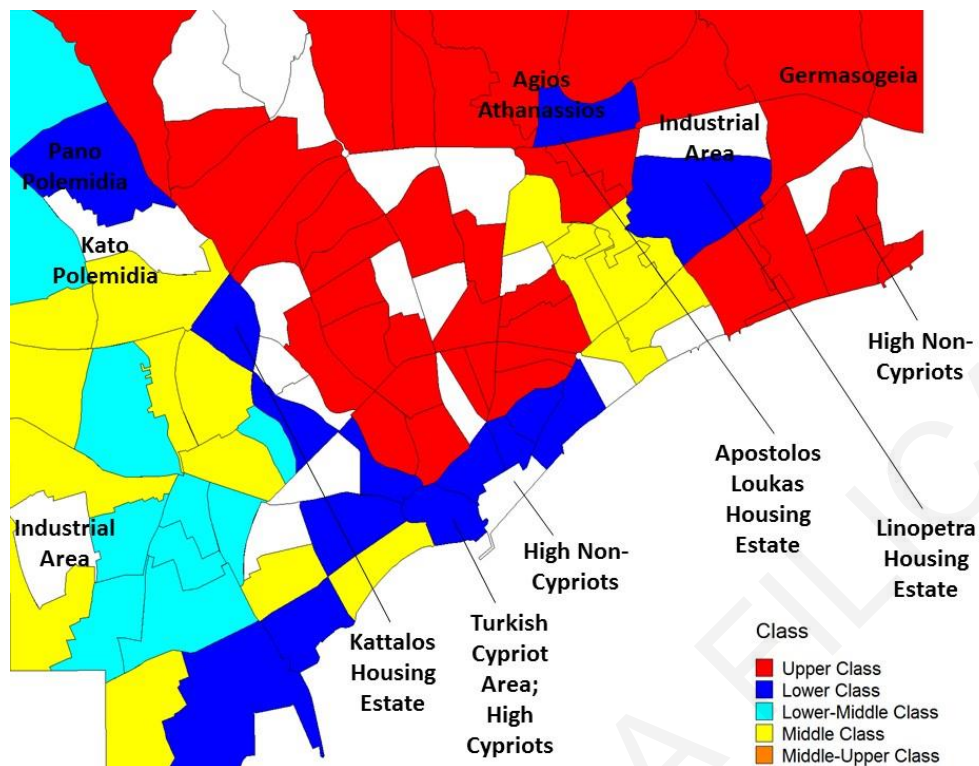 Agios
Athanassios
Germasogeia
Industrial
Area
Pano
Polemidia
Kato
Polemidia
High Non-
Cypriots
Apostolos
Loukas
Housing
Estate
Linopetra
Housing
Estate
Industrial
Area
High Non-
Cypriots
Kattalos
Housing
Estate
Turkish
Cypriot
Area;
High
Cypriots
Class
Upper Class
Lower Class
Lower-Middle Class
Middle Class
Middle-Upper Class